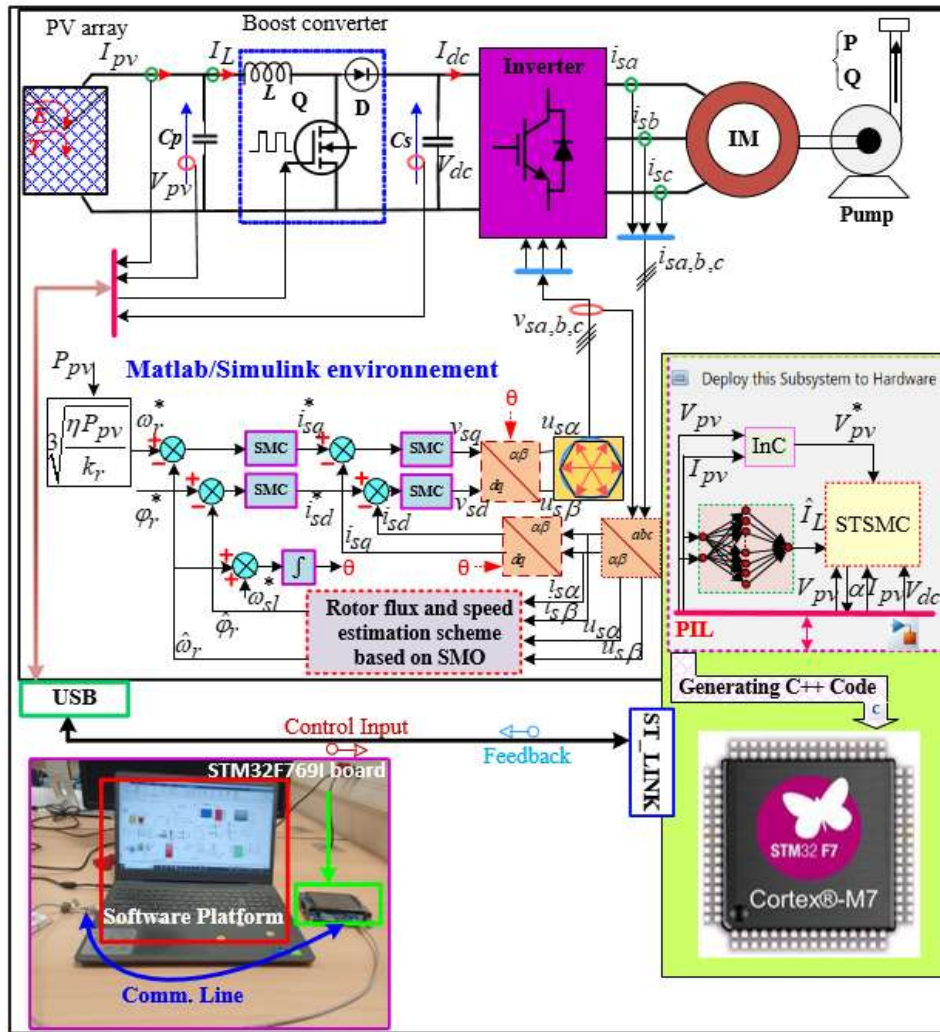 PV array
Boost converter
I_pv
I_L
L
Q
D
I_dc
Inverter
i_sa
i_sb
i_sc
IM
P
Q
Pump
E
T
Cp
V_pv
Cs
V_dc
i_sa,b,c
v_sa,b,c
P_pv
Matlab/Simulink environnement
3√(ηP_pv / k_r)
ω_r*
SMC
i_sq*
SMC
v_sq
θ
α,β
dq
u_sα
φ_r*
SMC
i_sd*
SMC
v_sd
u_sβ
i_sd
i_sq
α,β
dq
abc
α,β
∫
θ
θ
ω_sl*
φ̂_r
ω̂_r
Rotor flux and speed
estimation scheme
based on SMO
i_sα
i_sβ
u_sα
u_sβ
Deploy this Subsystem to Hardware
V_pv
V_pv*
InC
I_pv
Î_L
STSMC
V_pv
α
I_pv
V_dc
PIL
Generating C++ Code
C
USB
Control Input
Feedback
ST_LINK
STM32F769I board
Software Platform
Comm. Line
STM32 F7
Cortex®-M7